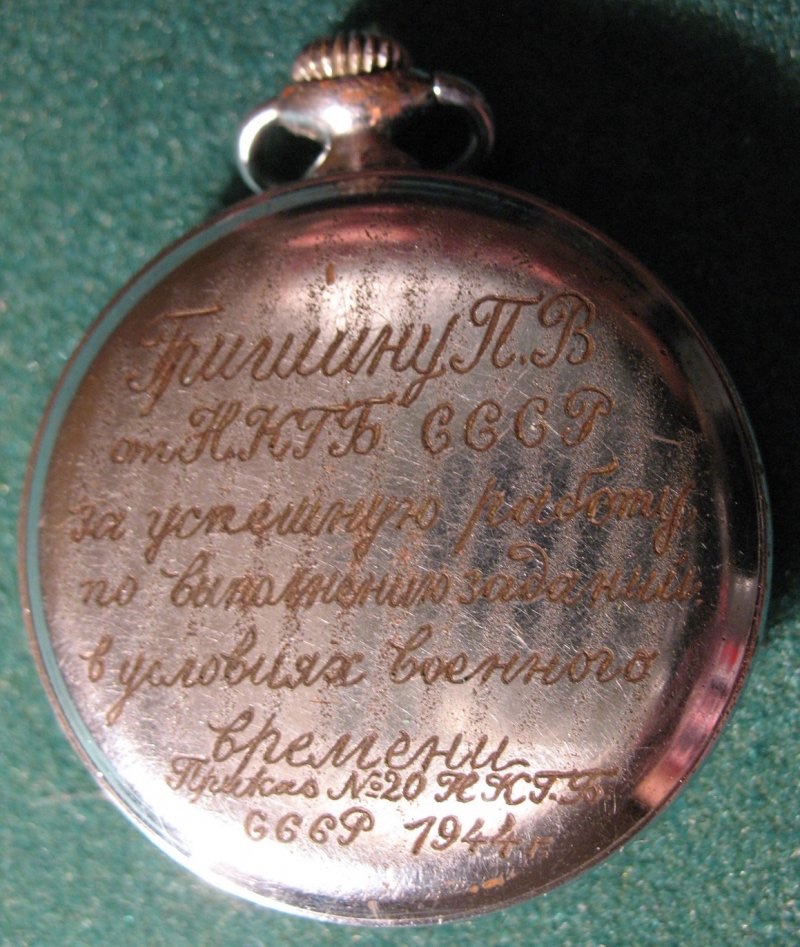 Гришину П.В
от Н.К.Г.Б СССР
за успешную работу,
по выполнению заданий
в условиях военного
времени
Приказ №20 Н.К.Г.Б.
СССР 1944 г